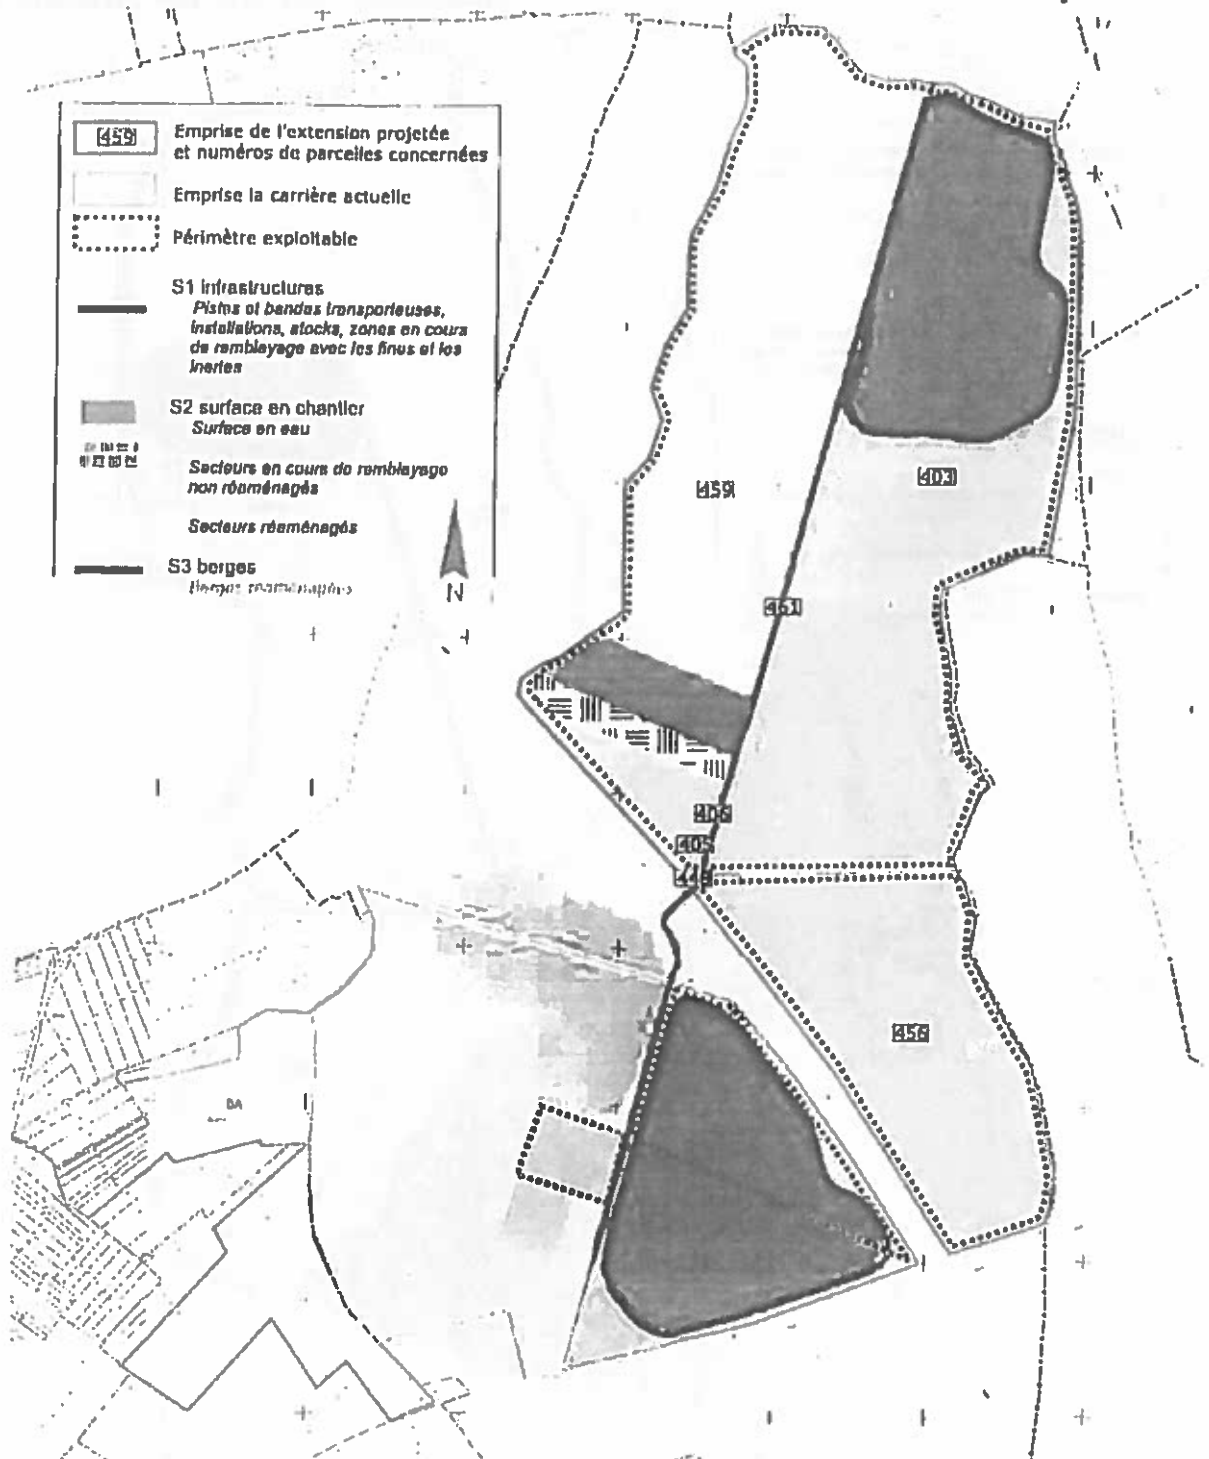 459
Emprise de l'extension projetée
et numéros de parcelles concernées
Emprise la carrière actuelle
Périmètre exploitable
S1 Infrastructures
Pistes et bandes transporteuses,
installations, stocks, zones en cours
de remblayage avec les fines et les
inertes
S2 surface en chantier
Surface en eau
Secteurs en cours de remblayage
non réaménagés
Secteurs réaménagés
S3 berges
Berges réaménagées
N
403
459
461
406
405
456
BA